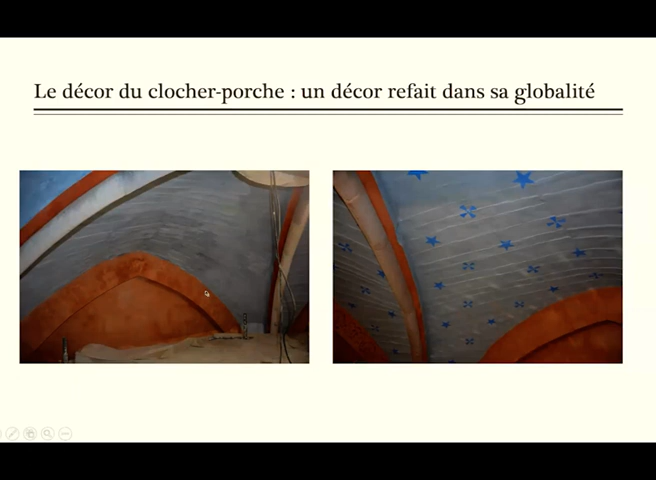 Le décor du clocher-porche : un décor refait dans sa globalité